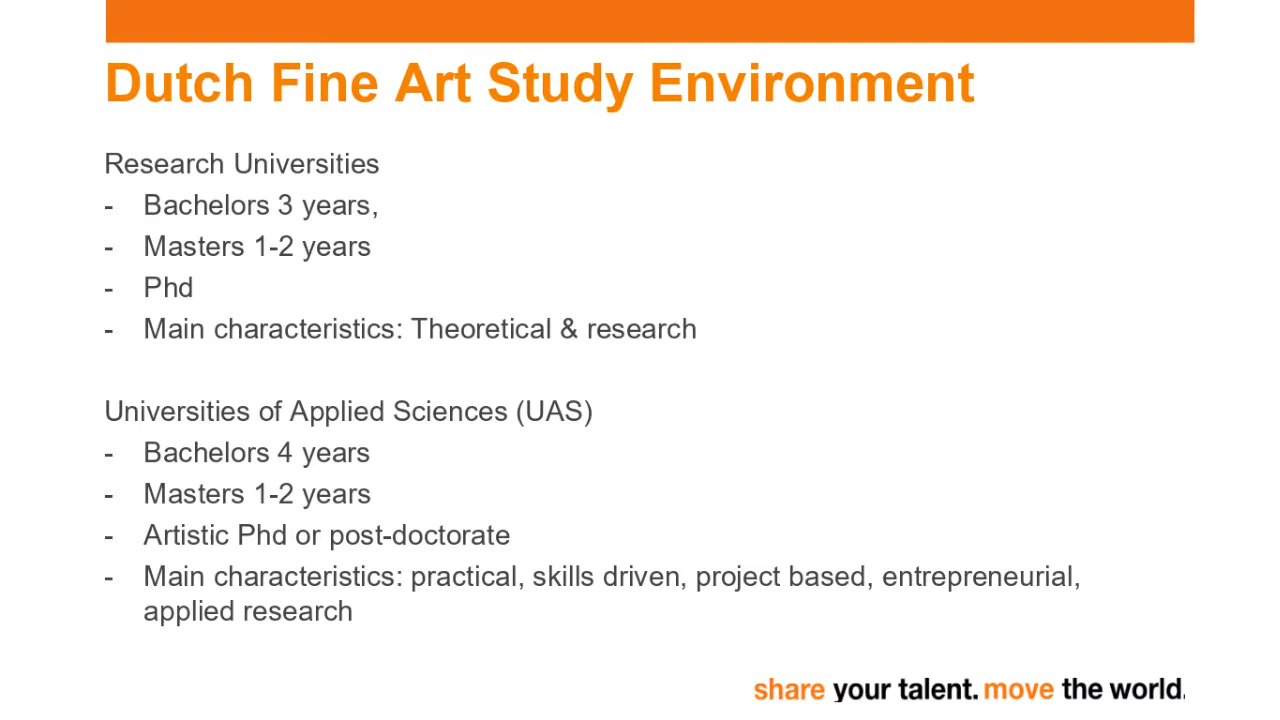 Dutch Fine Art Study Environment
Research Universities
- Bachelors 3 years,
- Masters 1-2 years
- Phd
- Main characteristics: Theoretical & research
Universities of Applied Sciences (UAS)
- Bachelors 4 years
- Masters 1-2 years
- Artistic Phd or post-doctorate
- Main characteristics: practical, skills driven, project based, entrepreneurial,
applied research
share your talent. move the world.